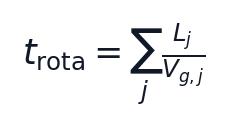 t_rota = ∑_j L_j / V_{g,j}